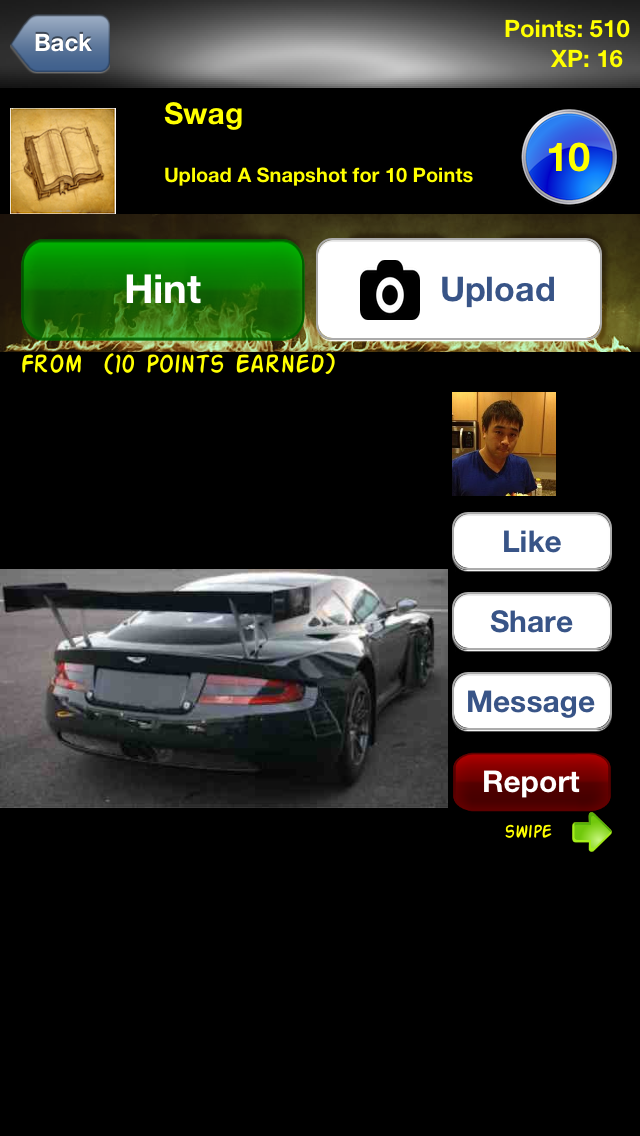 Back
Points: 510
XP: 16
Swag
Upload A Snapshot for 10 Points
10
Hint
Upload
FROM (10 POINTS EARNED)
Like
Share
Message
Report
SWIPE